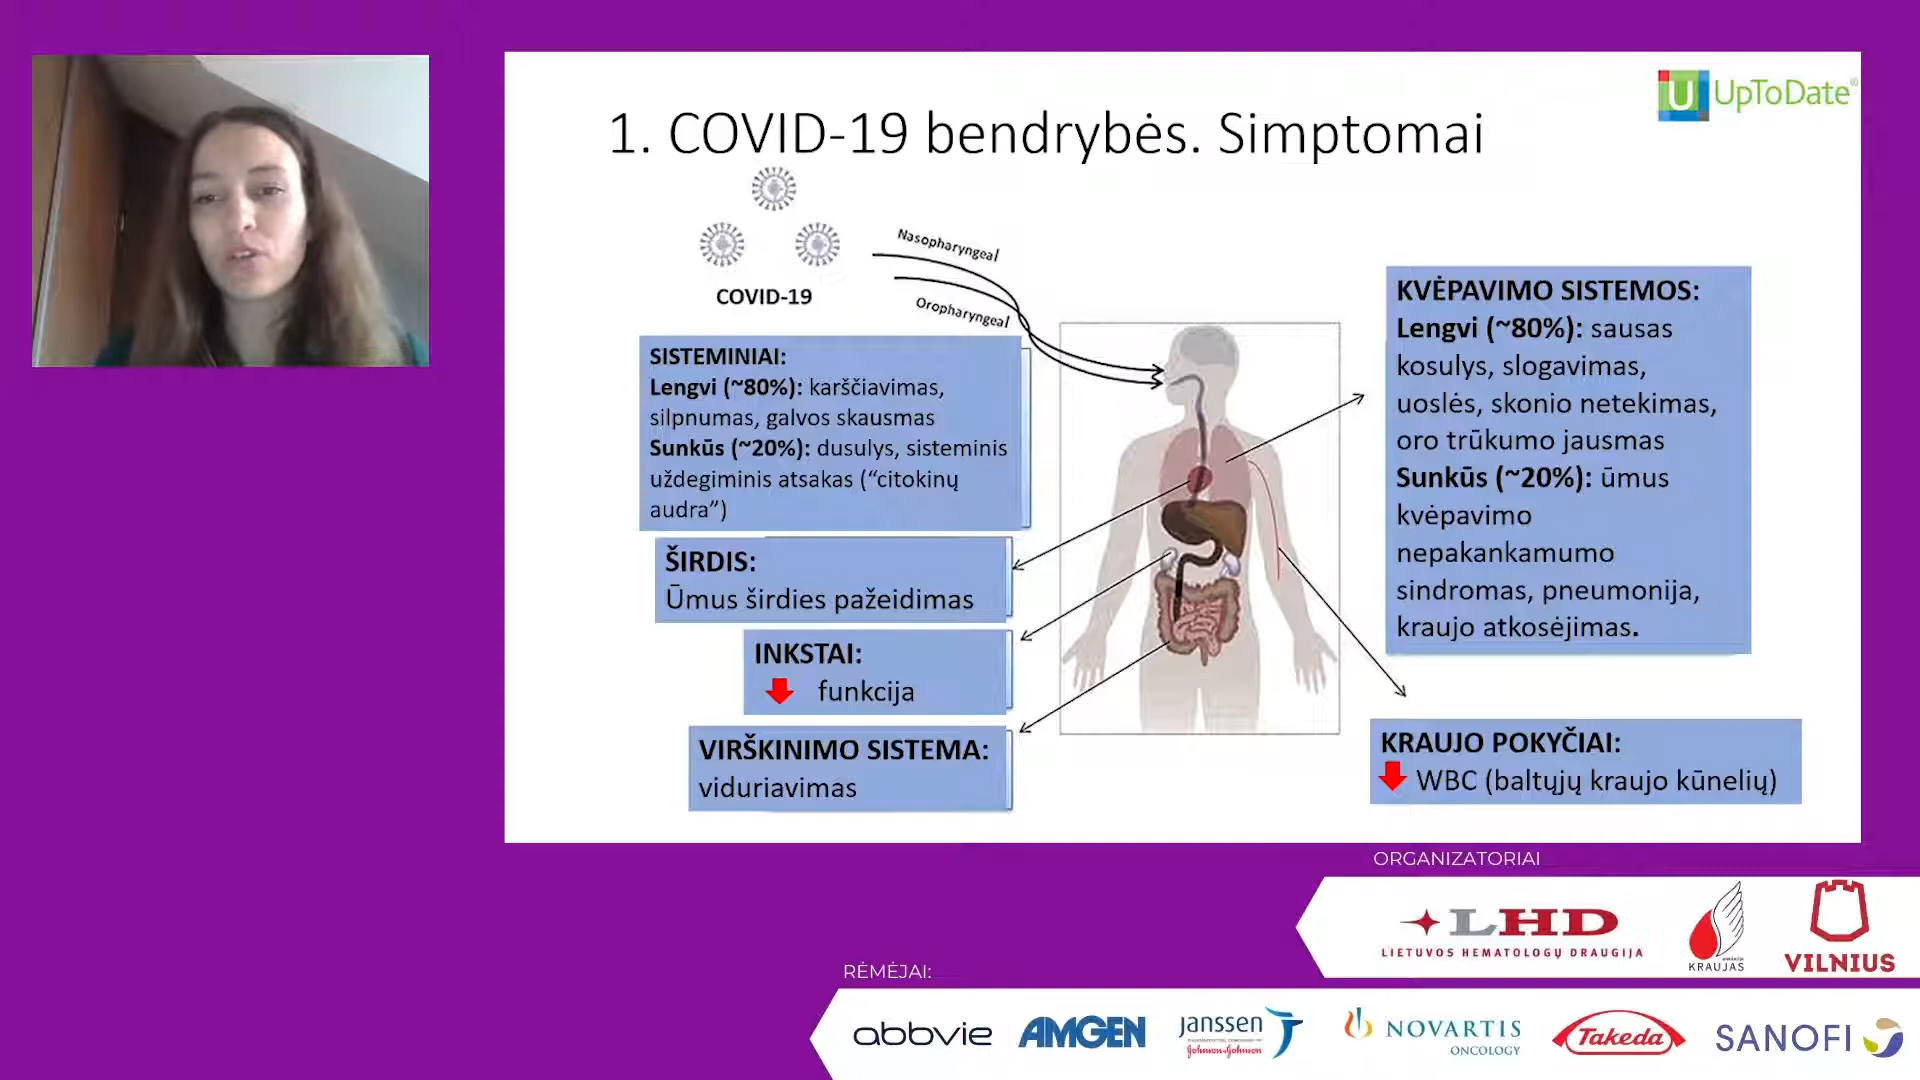 UpToDate®
1. COVID-19 bendrybės. Simptomai
Nasopharyngeal
Oropharyngeal
COVID-19
SISTEMINIAI:
Lengvi (~80%): karščiavimas,
silpnumas, galvos skausmas
Sunkūs (~20%): dusulys, sisteminis
uždegiminis atsakas (“citokinų
audra”)
ŠIRDIS:
Ūmus širdies pažeidimas
INKSTAI:
funkcija
VIRŠKINIMO SISTEMA:
viduriavimas
KVĖPAVIMO SISTEMOS:
Lengvi (~80%): sausas
kosulys, slogavimas,
uoslės, skonio netekimas,
oro trūkumo jausmas
Sunkūs (~20%): ūmus
kvėpavimo
nepakankamumo
sindromas, pneumonija,
kraujo atkosėjimas.
KRAUJO POKYČIAI:
WBC (baltųjų kraujo kūnelių)
ORGANIZATORIAI
LHD
LIETUVOS HEMATOLOGŲ DRAUGIJA
KRAUJAS
VILNIUS
RĖMĖJAI:
abbvie
AMGEN
janssen
Johnson & Johnson
NOVARTIS
ONCOLOGY
Takeda
SANOFI